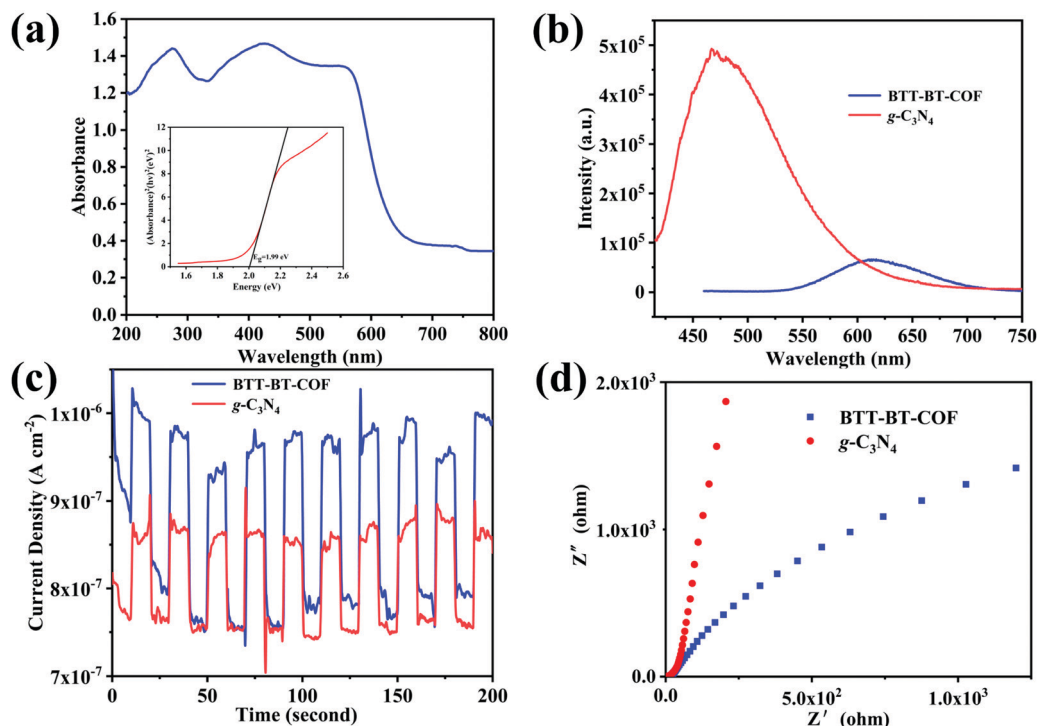 (a)
1.6
1.4
1.2
1.0
0.8
0.6
0.4
0.2
0.0
Absorbance
200 300 400 500 600 700 800
Wavelength (nm)
12
10
8
6
4
2
0
(Absorbance)²(hν)²(eV)²
E_g=1.99 eV
1.6 1.8 2.0 2.2 2.4 2.6
Energy (eV)
(b)
5x10⁵
4x10⁵
3x10⁵
2x10⁵
1x10⁵
0
Intensity (a.u.)
BTT-BT-COF
g-C₃N₄
450 500 550 600 650 700 750
Wavelength (nm)
(c)
BTT-BT-COF
g-C₃N₄
1x10⁻⁶
9x10⁻⁷
8x10⁻⁷
7x10⁻⁷
Current Density (A cm⁻²)
0 50 100 150 200
Time (second)
(d)
2.0x10³
1.0x10³
0.0
Z″ (ohm)
BTT-BT-COF
g-C₃N₄
0.0 5.0x10² 1.0x10³
Z′ (ohm)